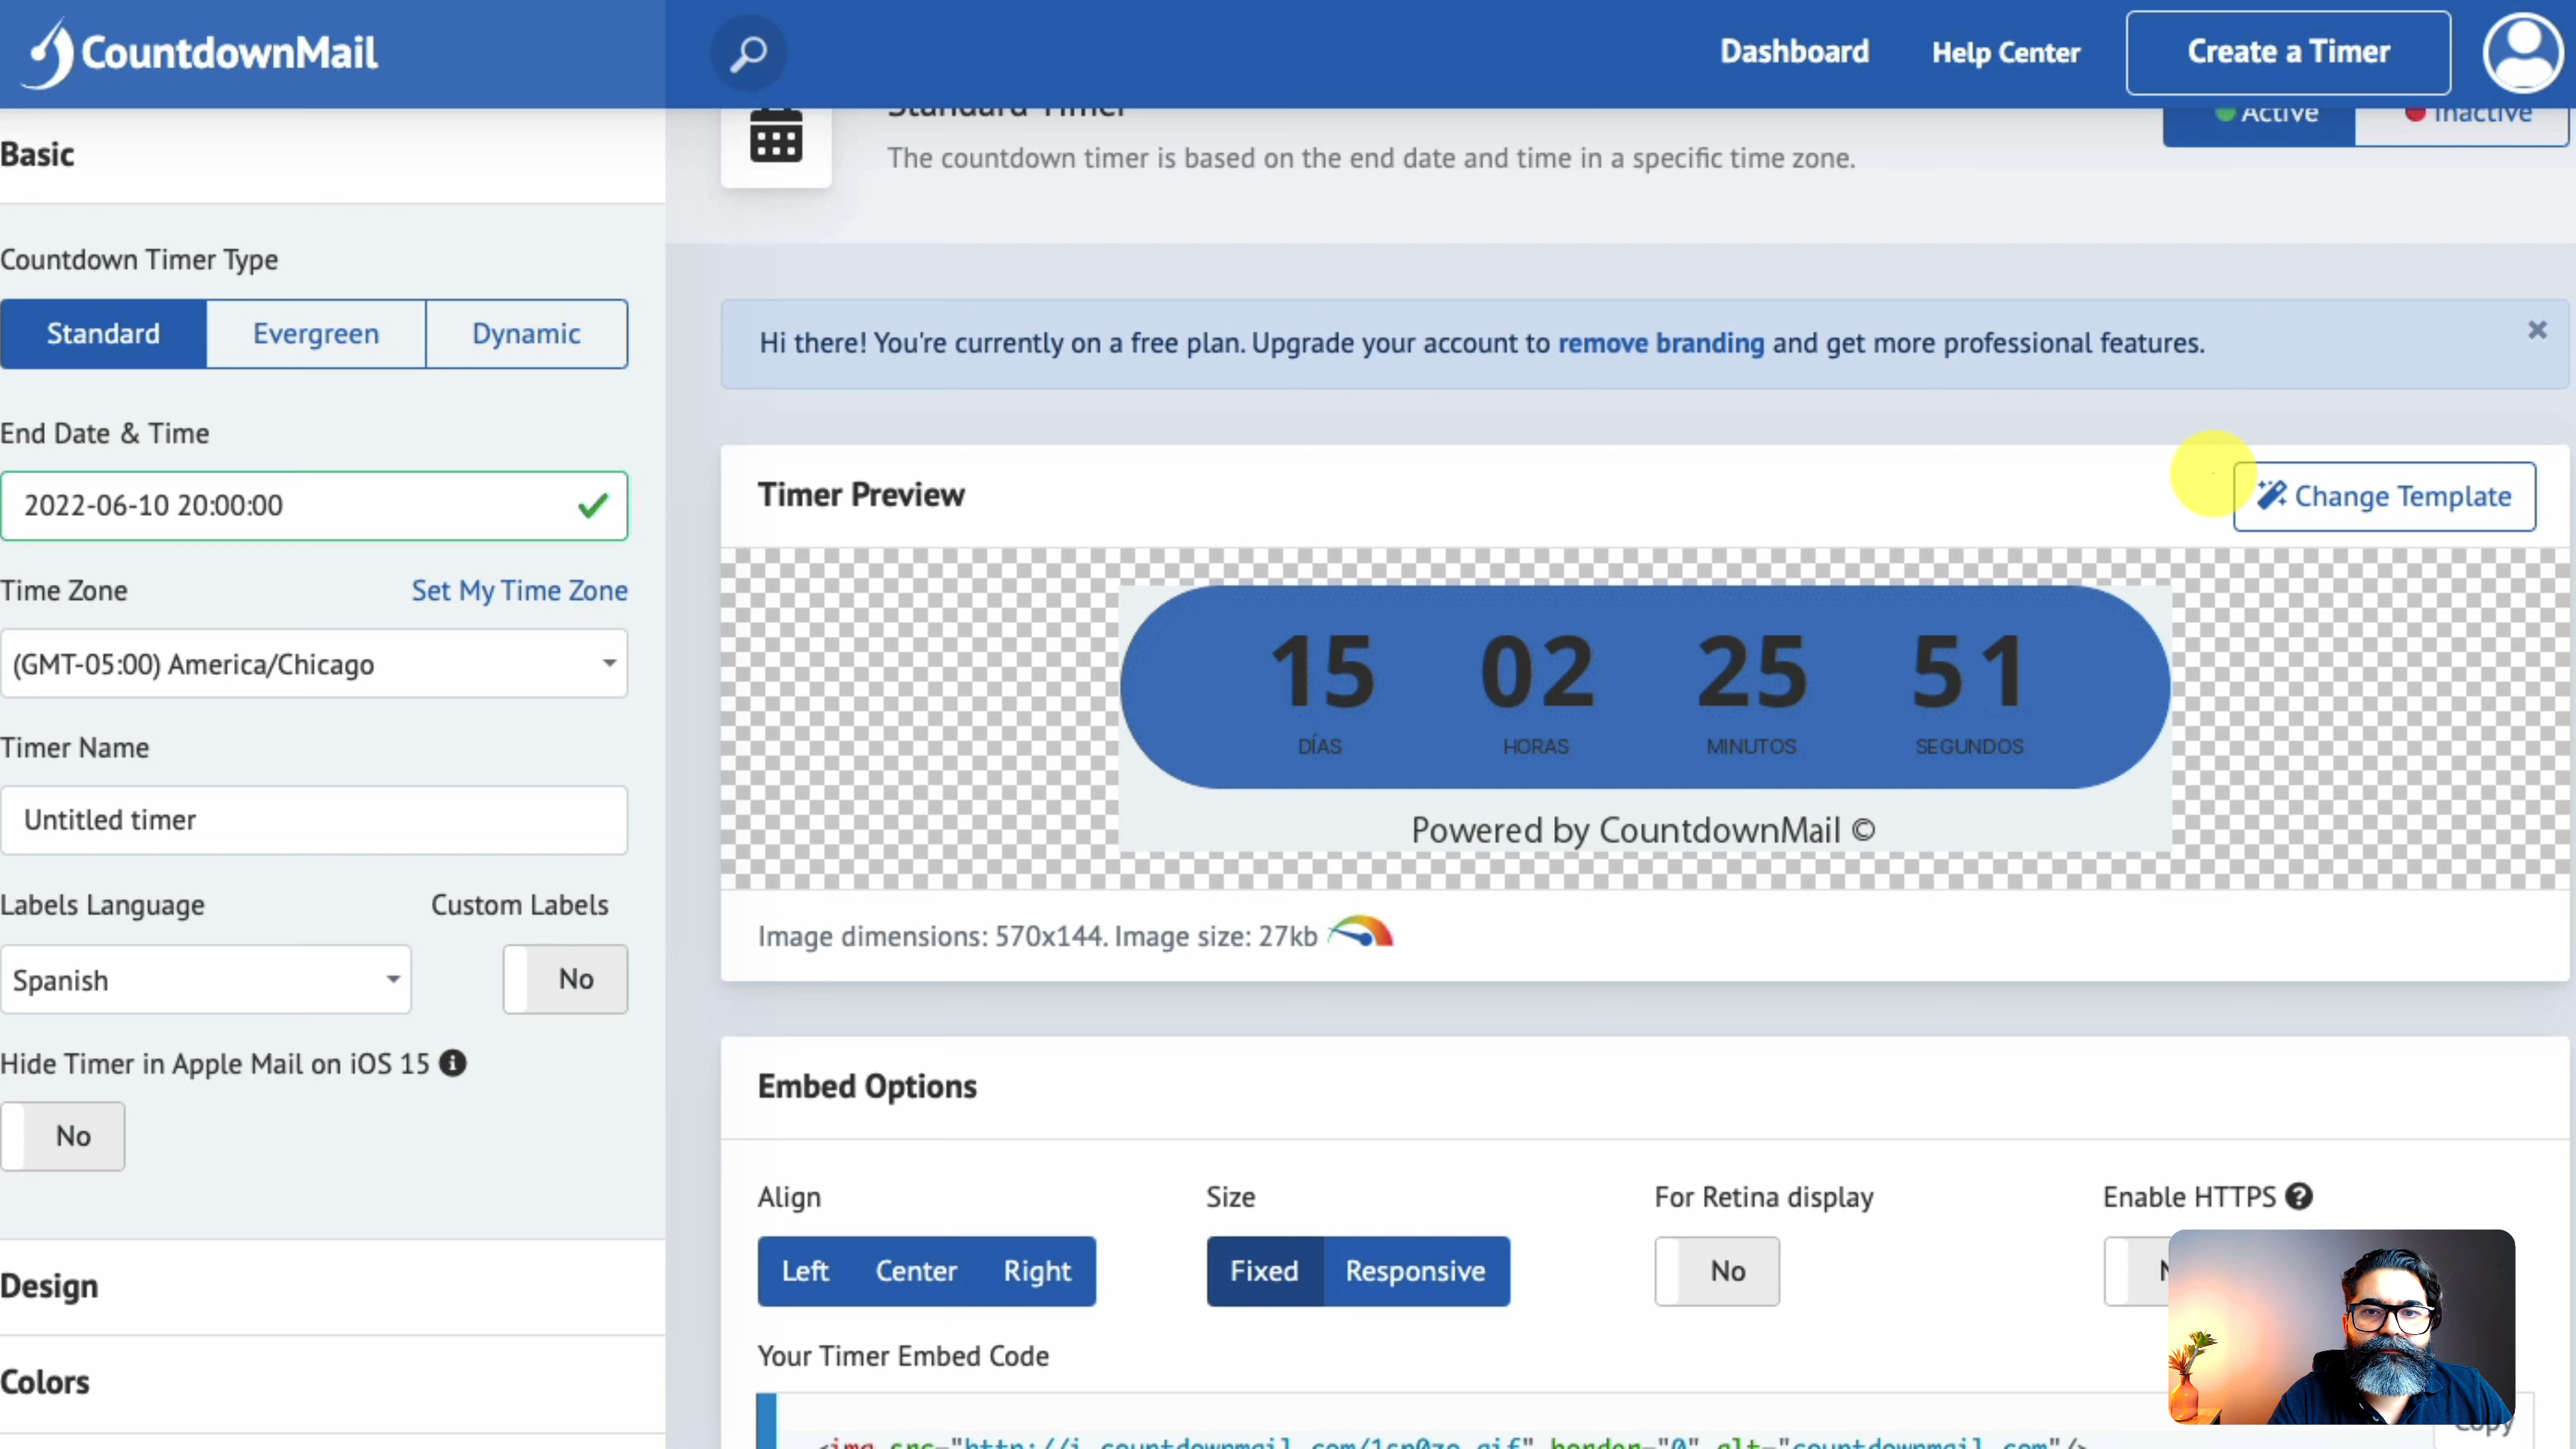 CountdownMail
Dashboard
Help Center
Create a Timer
Basic
Countdown Timer Type
Standard
Evergreen
Dynamic
End Date & Time
2022-06-10 20:00:00
Time Zone
Set My Time Zone
(GMT-05:00) America/Chicago
Timer Name
Untitled timer
Labels Language
Custom Labels
Spanish
No
Hide Timer in Apple Mail on iOS 15
No
Design
Colors
Standard Timer
Active
Inactive
The countdown timer is based on the end date and time in a specific time zone.
Hi there! You're currently on a free plan. Upgrade your account to remove branding and get more professional features.
Timer Preview
Change Template
15 02 25 51
DÍAS HORAS MINUTOS SEGUNDOS
Powered by CountdownMail ©
Image dimensions: 570x144. Image size: 27kb
Embed Options
Align
Size
For Retina display
Enable HTTPS
Left
Center
Right
Fixed
Responsive
No
Your Timer Embed Code
Copy